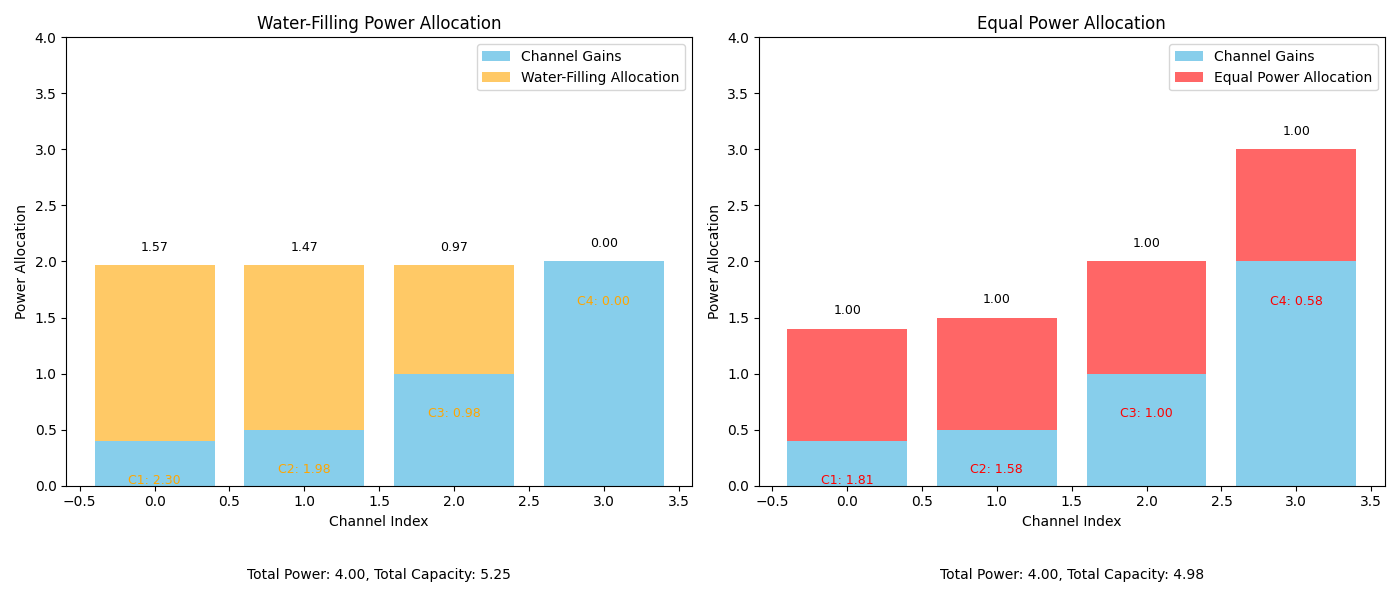 Water-Filling Power Allocation
Channel Gains
Water-Filling Allocation
Power Allocation
4.0
3.5
3.0
2.5
2.0
1.5
1.0
0.5
0.0
1.57
1.47
0.97
0.00
C1: 2.30
C2: 1.98
C3: 0.98
C4: 0.00
−0.5 0.0 0.5 1.0 1.5 2.0 2.5 3.0 3.5
Channel Index
Total Power: 4.00, Total Capacity: 5.25
Equal Power Allocation
Channel Gains
Equal Power Allocation
Power Allocation
4.0
3.5
3.0
2.5
2.0
1.5
1.0
0.5
0.0
1.00
1.00
1.00
1.00
C1: 1.81
C2: 1.58
C3: 1.00
C4: 0.58
−0.5 0.0 0.5 1.0 1.5 2.0 2.5 3.0 3.5
Channel Index
Total Power: 4.00, Total Capacity: 4.98